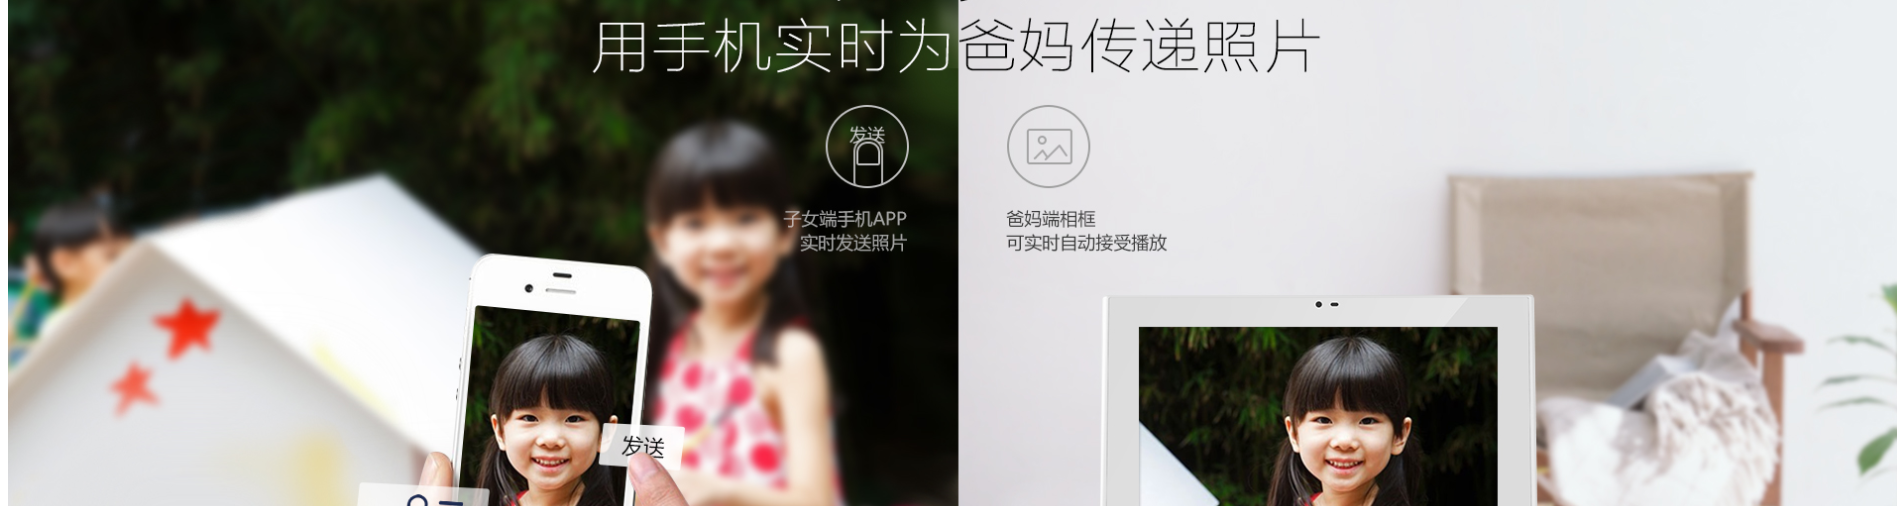 用手机实时为爸妈传递照片
发送
子女端手机APP
实时发送照片
爸妈端相框
可实时自动接受播放
发送